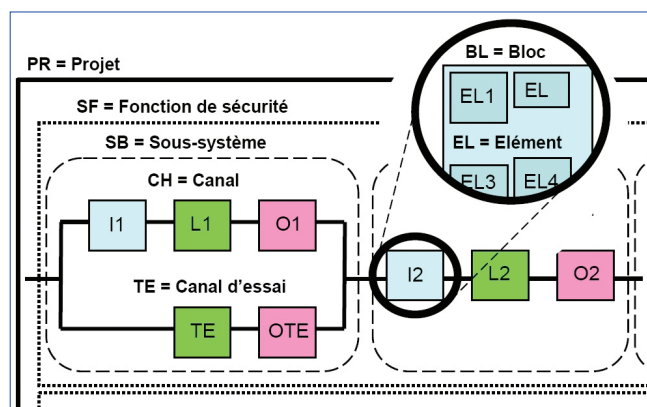 BL = Bloc
PR = Projet
EL1 EL
SF = Fonction de sécurité
SB = Sous-système
EL = Elément
CH = Canal
EL3 EL4
I1 L1 O1
TE = Canal d'essai
I2 L2 O2
TE OTE